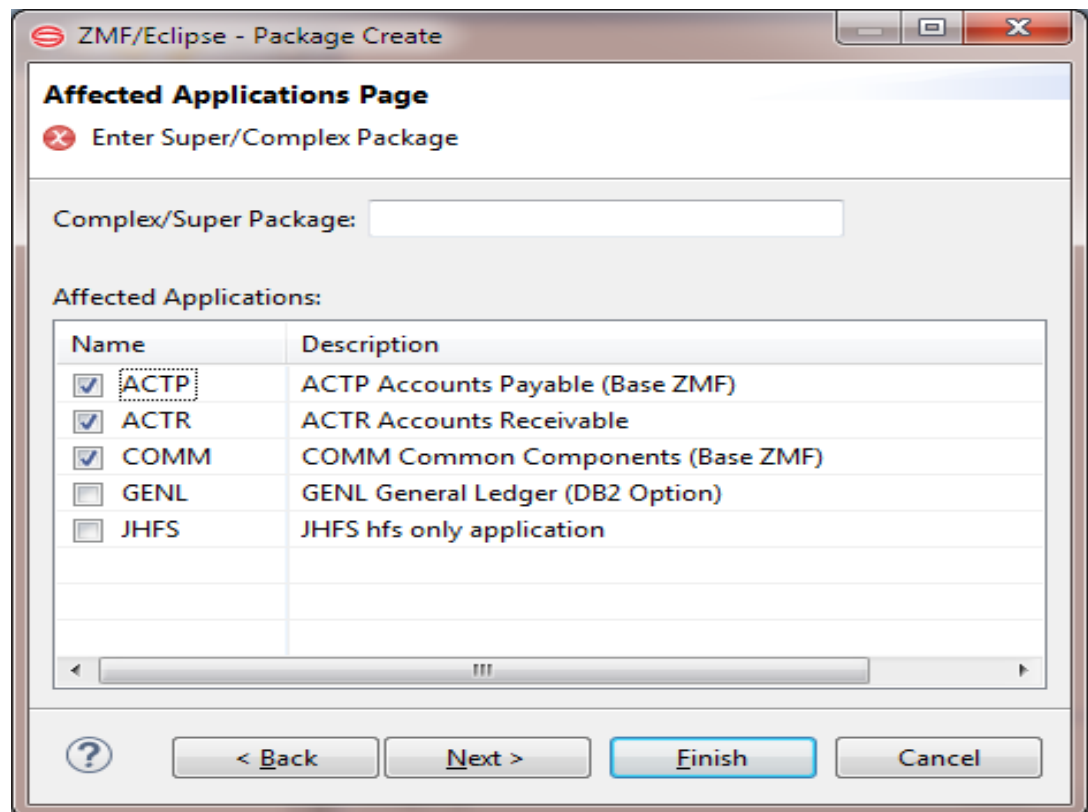 ZMF/Eclipse - Package Create
Affected Applications Page
Enter Super/Complex Package
Complex/Super Package:
Affected Applications:
Name Description
ACTP ACTP Accounts Payable (Base ZMF)
ACTR ACTR Accounts Receivable
COMM COMM Common Components (Base ZMF)
GENL GENL General Ledger (DB2 Option)
JHFS JHFS hfs only application
? < Back Next > Finish Cancel